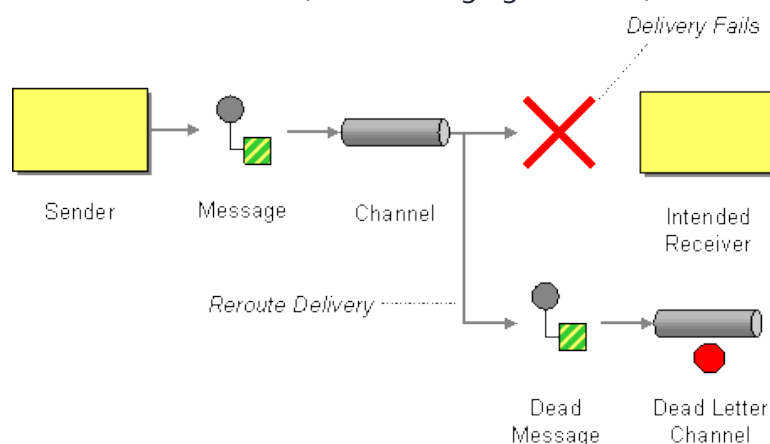 Delivery Fails
Sender
Message
Channel
Intended
Receiver
Reroute Delivery
Dead
Message
Dead Letter
Channel